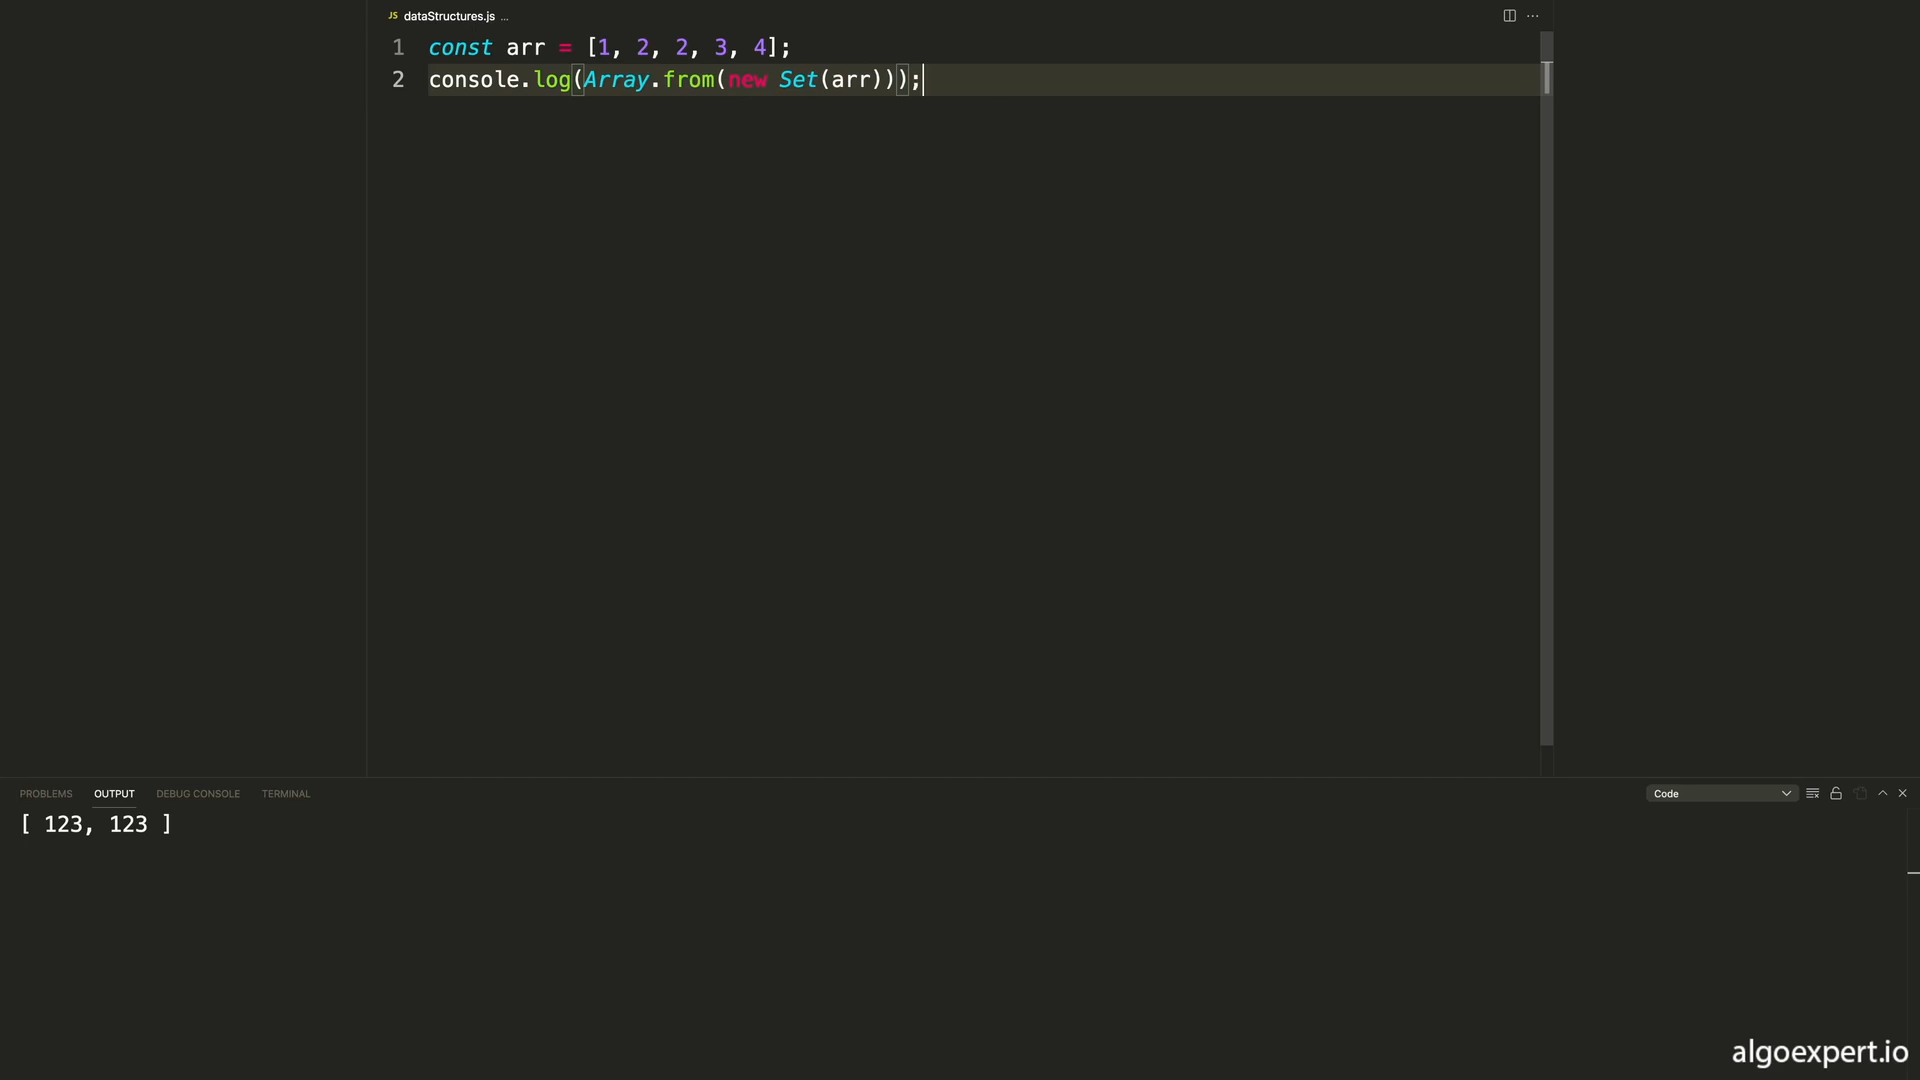 JS dataStructures.js ...
1 const arr = [1, 2, 2, 3, 4];
2 console.log(Array.from(new Set(arr)));
PROBLEMS OUTPUT DEBUG CONSOLE TERMINAL Code
[ 123, 123 ]
algoexpert.io